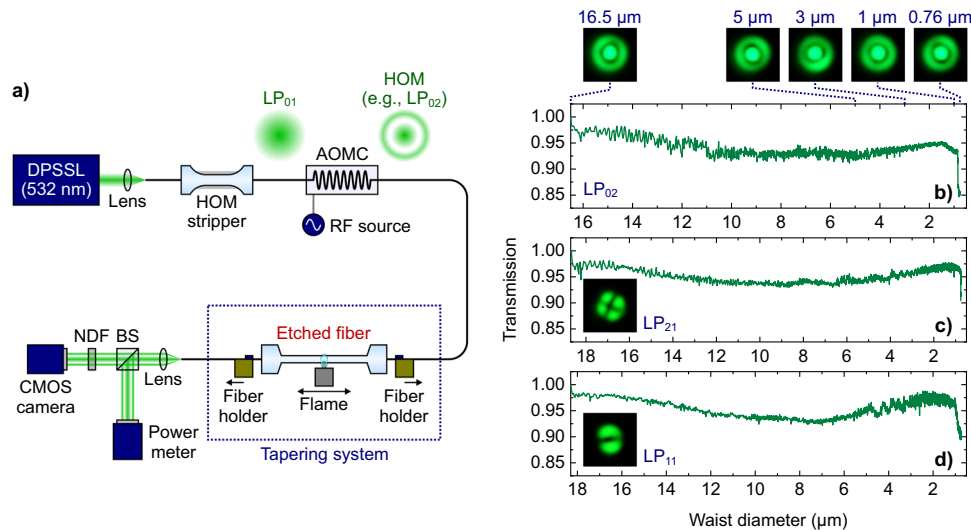 a)
LP01
HOM
(e.g., LP02)
DPSSL
(532 nm)
Lens
HOM
stripper
AOMC
RF source
Etched fiber
NDF BS
Lens
CMOS
camera
Fiber
holder
Flame
Fiber
holder
Power
meter
Tapering system
16.5 µm 5 µm 3 µm 1 µm 0.76 µm
1.00
0.95
0.90
0.85
LP02
b)
16 14 12 10 8 6 4 2
1.00
0.95
0.90
0.85
LP21
c)
18 17 16 14 12 10 8 6 4 2
1.00
0.95
0.90
0.85
LP11
d)
18 16 14 12 10 8 6 4 2
Transmission
Waist diameter (µm)